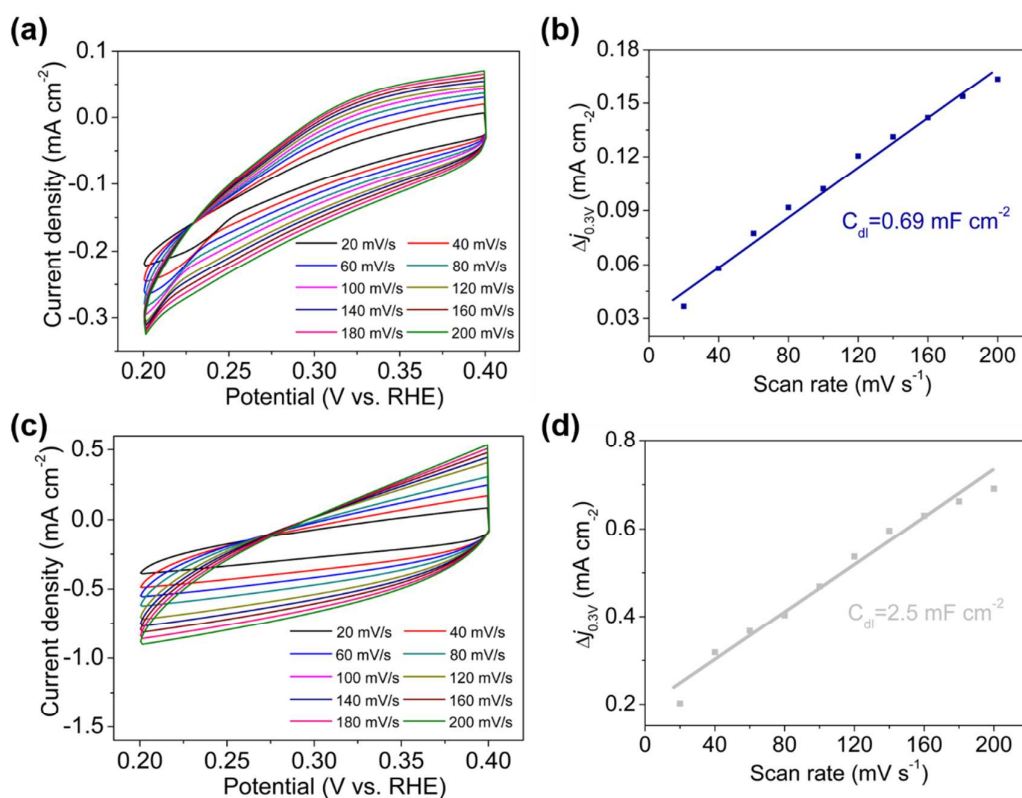 (a)
Current density (mA cm-2)
0.1
0.0
-0.1
-0.2
-0.3
20 mV/s 40 mV/s
60 mV/s 80 mV/s
100 mV/s 120 mV/s
140 mV/s 160 mV/s
180 mV/s 200 mV/s
0.20 0.25 0.30 0.35 0.40
Potential (V vs. RHE)
(b)
Δj0.3V (mA cm-2)
0.18
0.15
0.12
0.09
0.06
0.03
Cdl=0.69 mF cm-2
0 40 80 120 160 200
Scan rate (mV s-1)
(c)
Current density (mA cm-2)
0.5
0.0
-0.5
-1.0
-1.5
20 mV/s 40 mV/s
60 mV/s 80 mV/s
100 mV/s 120 mV/s
140 mV/s 160 mV/s
180 mV/s 200 mV/s
0.20 0.25 0.30 0.35 0.40
Potential (V vs. RHE)
(d)
Δj0.3V (mA cm-2)
0.8
0.6
0.4
0.2
Cdl=2.5 mF cm-2
0 40 80 120 160 200
Scan rate (mV s-1)